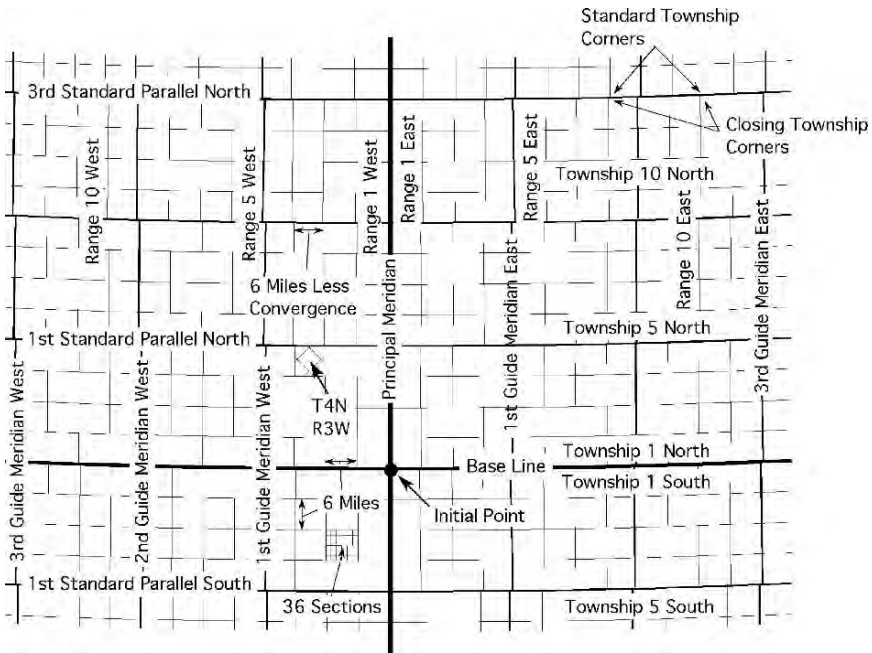 Standard Township
Corners
3rd Standard Parallel North
Closing Township
Corners
Range 10 West
Range 5 West
Range 1 West
Range 1 East
Range 5 East
Township 10 North
Range 10 East
3rd Guide Meridian East
6 Miles Less
Convergence
Principal Meridian
1st Guide Meridian East
1st Standard Parallel North
Township 5 North
T4N
R3W
3rd Guide Meridian West
2nd Guide Meridian West
1st Guide Meridian West
Base Line
Township 1 North
Township 1 South
6 Miles
Initial Point
1st Standard Parallel South
36 Sections
Township 5 South